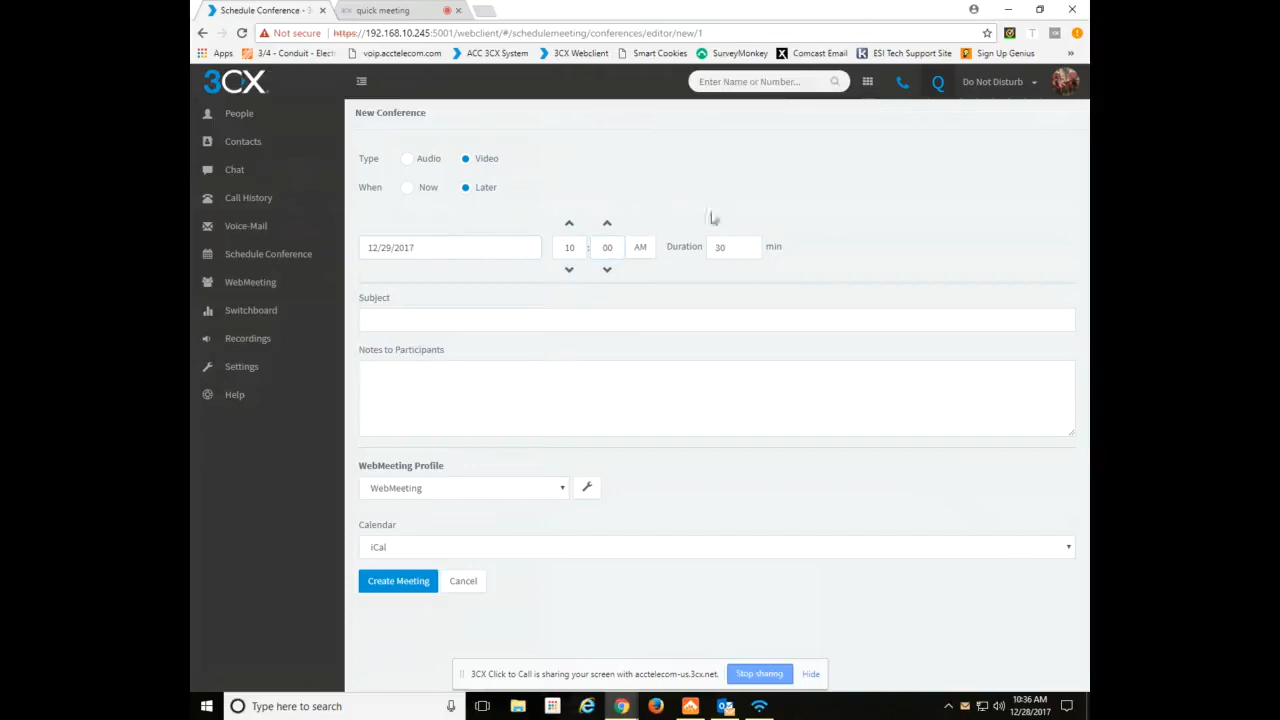 Schedule Conference - 3
quick meeting
Not secure
https://192.168.10.245:5001/webclient/#/schedulemeeting/conferences/editor/new/1
Apps
3/4 - Conduit - Elect
voip.acctelecom.com
ACC 3CX System
3CX Webclient
Smart Cookies
SurveyMonkey
Comcast Email
ESI Tech Support Site
Sign Up Genius
»
3CX
Enter Name or Number...
Q
Do Not Disturb
People
Contacts
Chat
Call History
Voice-Mail
Schedule Conference
WebMeeting
Switchboard
Recordings
Settings
Help
New Conference
Type Audio Video
When Now Later
12/29/2017 10 : 00 AM Duration 30 min
Subject
Notes to Participants
WebMeeting Profile
WebMeeting
Calendar
iCal
Create Meeting Cancel
3CX Click to Call is sharing your screen with acctelecom-us.3cx.net. Stop sharing Hide
Type here to search
10:36 AM
12/28/2017